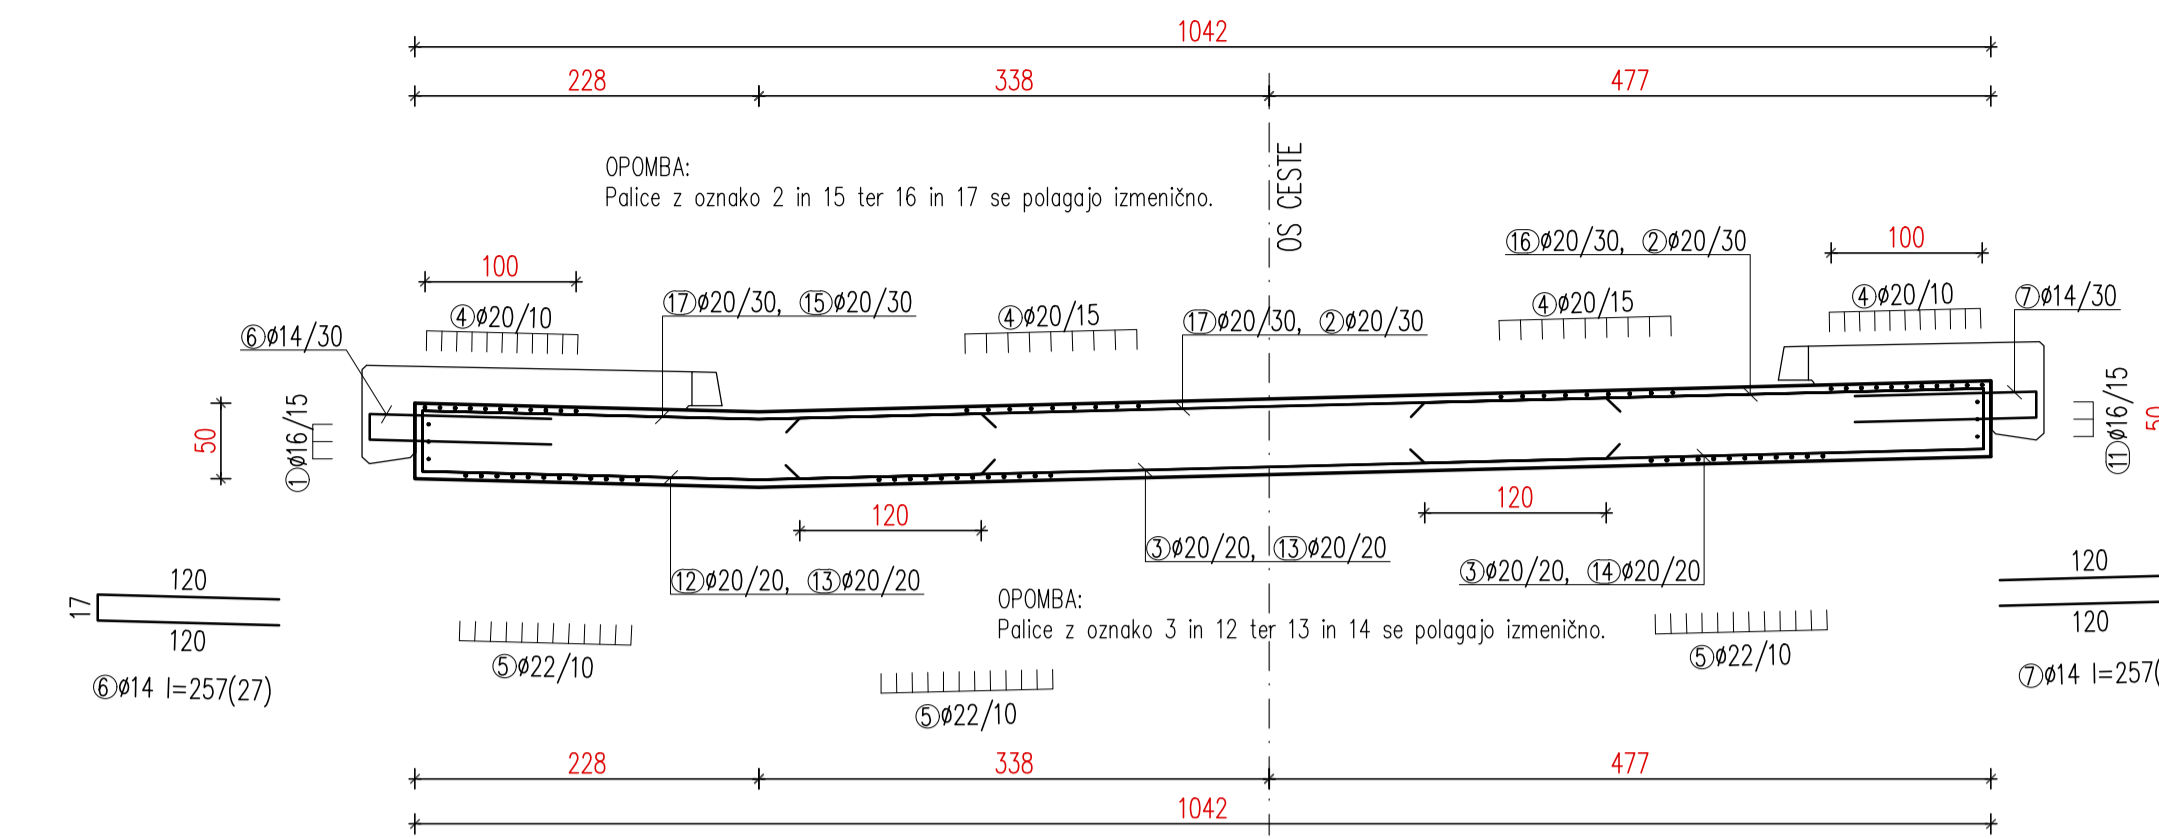 1042
228 338 477
OPOMBA:
Palice z oznako 2 in 15 ter 16 in 17 se polagajo izmenično.
OS CESTE
⑯ø20/30, ②ø20/30
100
100
⑰ø20/30, ⑮ø20/30
④ø20/10
④ø20/15
⑰ø20/30, ②ø20/30
④ø20/15
④ø20/10
⑦ø14/30
⑥ø14/30
50
①ø16/15
⑪ø16/15
50
120
120
③ø20/20, ⑬ø20/20
③ø20/20, ⑭ø20/20
⑫ø20/20, ⑬ø20/20
OPOMBA:
Palice z oznako 3 in 12 ter 13 in 14 se polagajo izmenično.
120
17
120
⑥ø14 l=257(27)
⑤ø22/10
⑤ø22/10
⑤ø22/10
120
120
⑦ø14 l=257(
228 338 477
1042